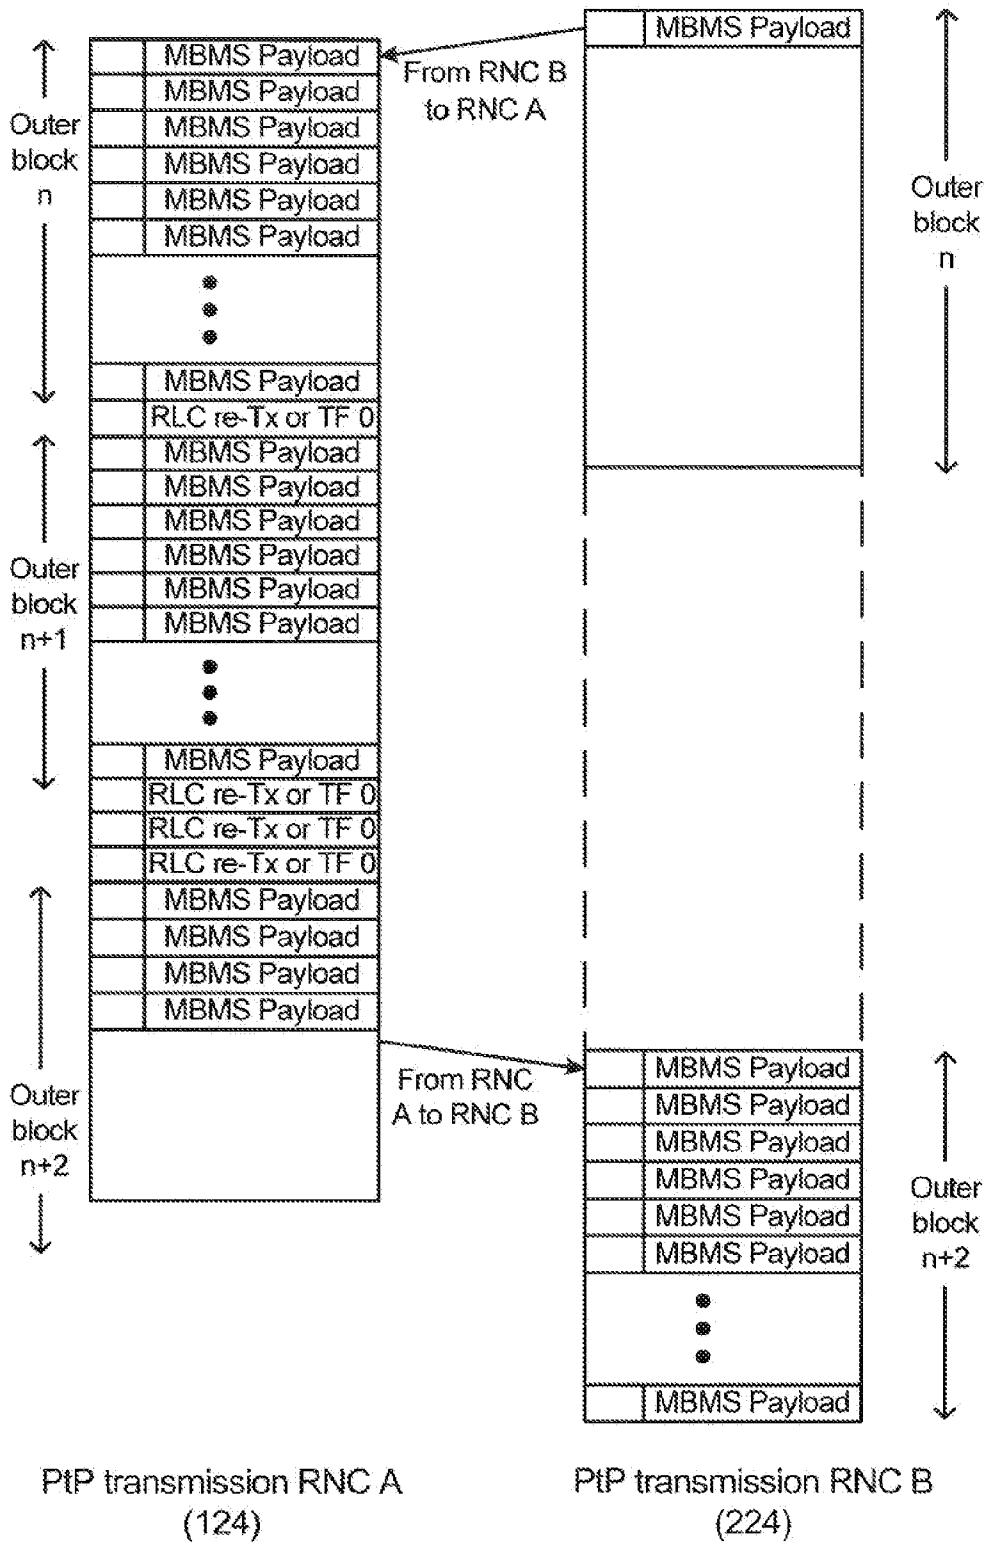 MBMS Payload
From RNC B
to RNC A
Outer
block
n
MBMS Payload
MBMS Payload
MBMS Payload
MBMS Payload
MBMS Payload
MBMS Payload
MBMS Payload
RLC re-Tx or TF 0
Outer
block
n+1
MBMS Payload
MBMS Payload
MBMS Payload
MBMS Payload
MBMS Payload
MBMS Payload
MBMS Payload
RLC re-Tx or TF 0
RLC re-Tx or TF 0
RLC re-Tx or TF 0
Outer
block
n+2
MBMS Payload
MBMS Payload
MBMS Payload
MBMS Payload
From RNC
A to RNC B
Outer
block
n
MBMS Payload
MBMS Payload
MBMS Payload
MBMS Payload
MBMS Payload
MBMS Payload
MBMS Payload
Outer
block
n+2
PtP transmission RNC A
(124)
PtP transmission RNC B
(224)